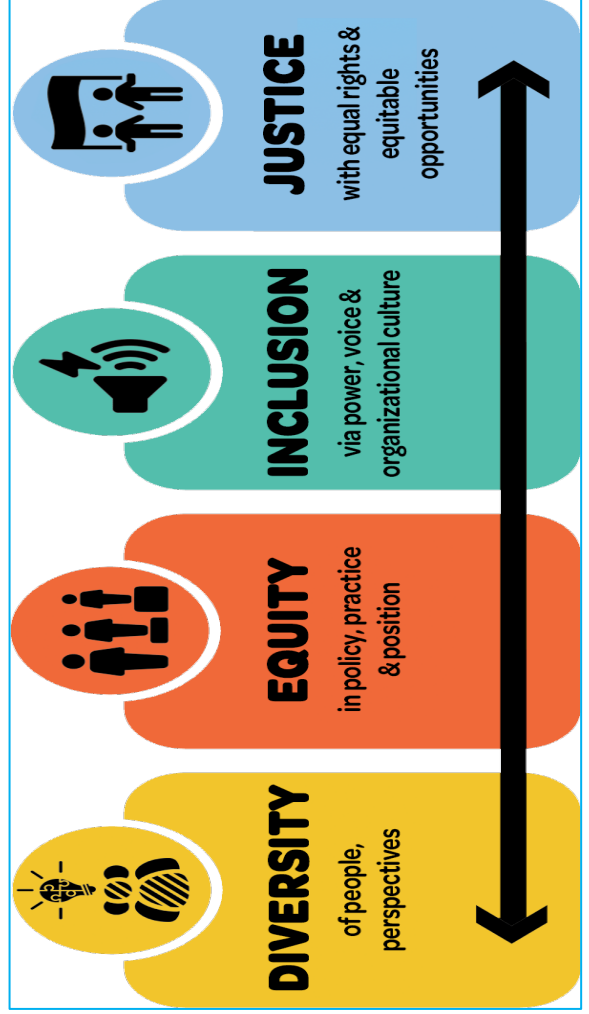 DIVERSITY
of people,
perspectives
EQUITY
in policy, practice
& position
INCLUSION
via power, voice &
organizational culture
JUSTICE
with equal rights &
equitable
opportunities